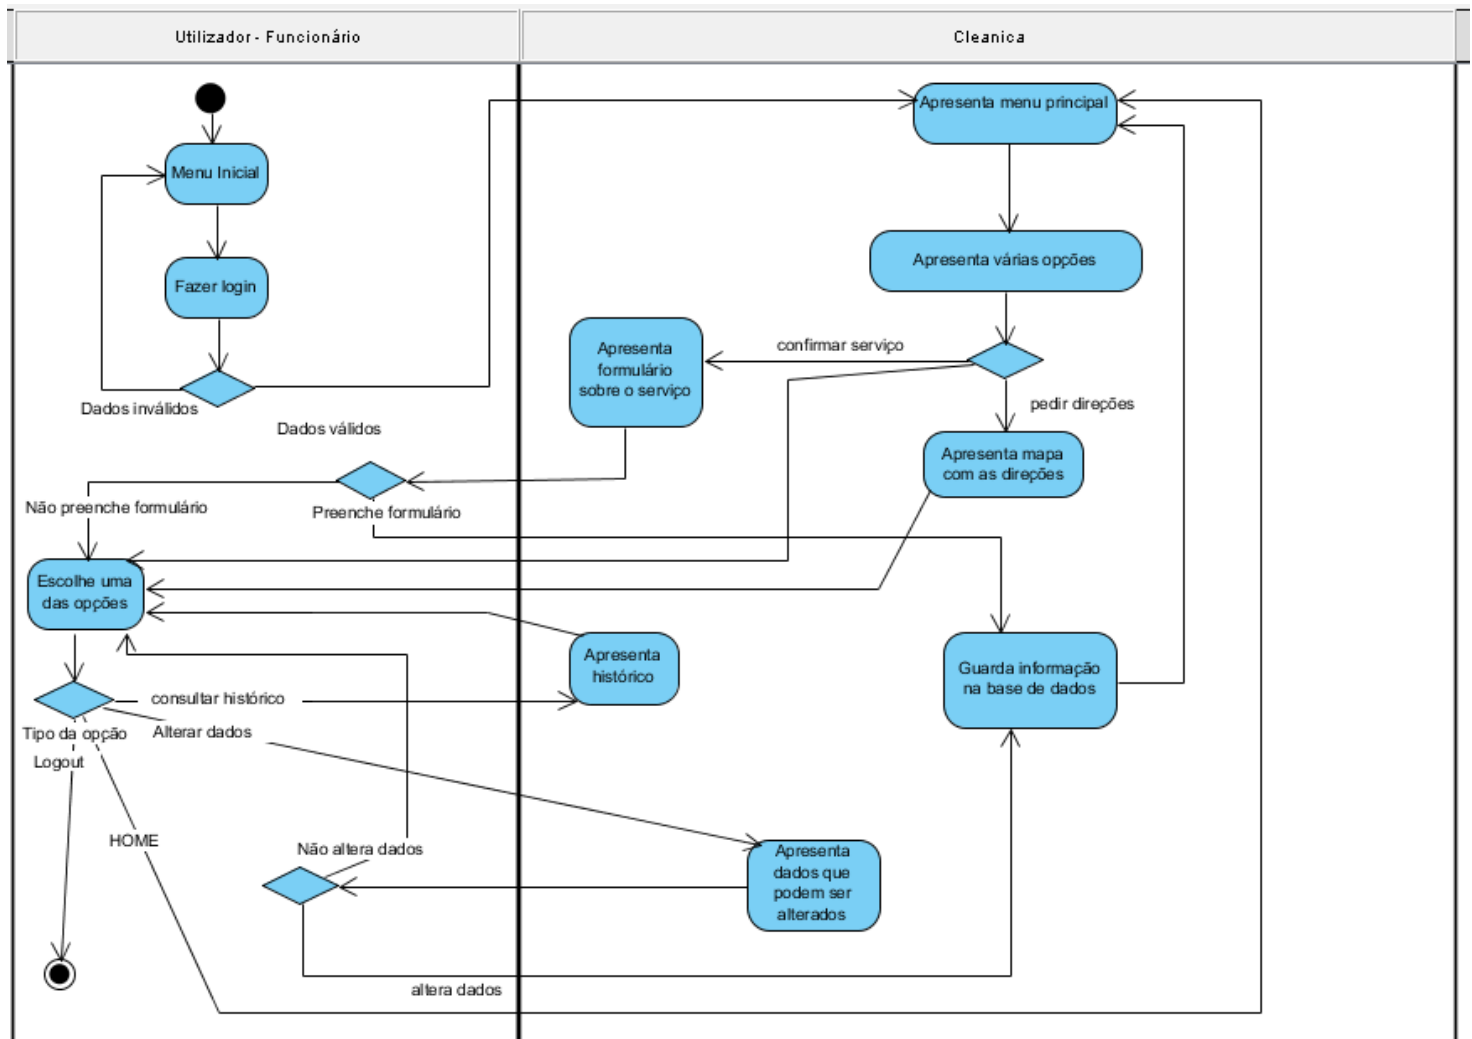 Utilizador - Funcionário
Cleanica
Apresenta menu principal
Menu Inicial
Apresenta várias opções
Fazer login
confirmar serviço
Apresenta
formulário
sobre o serviço
pedir direções
Dados inválidos
Dados válidos
Apresenta mapa
com as direções
Não preenche formulário
Preenche formulário
Escolhe uma
das opções
Apresenta
histórico
Guarda informação
na base de dados
consultar histórico
Tipo da opção
Alterar dados
Logout
HOME
Não altera dados
Apresenta
dados que
podem ser
alterados
altera dados